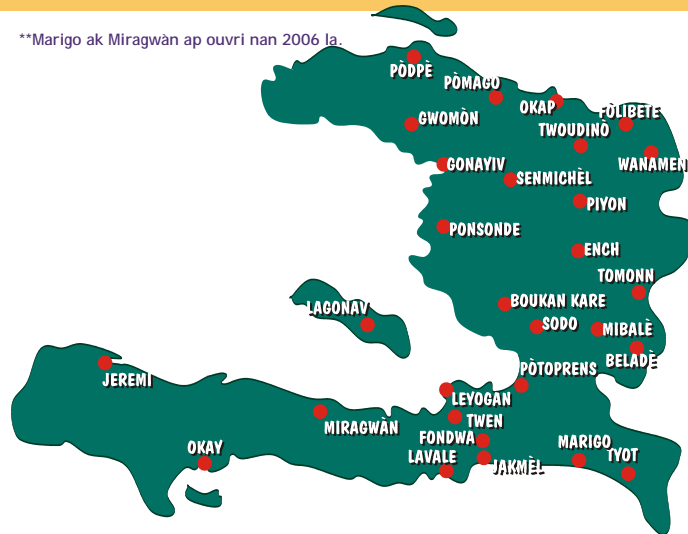 **Marigo ak Miragwàn ap ouvri nan 2006 la.
PÒDPÈ
PÒMAGO
OKAP
FÒLIBETE
GWOMÒN
TWOUDINÒ
WANAMEN
GONAYIV
SENMICHÈL
PIYON
PONSONDE
ENCH
TOMONN
LAGONAV
BOUKAN KARE
SODO
MIBALÈ
BELADÈ
PÒTOPRENS
JEREMI
LEYOGAN
TWEN
MIRAGWÀN
FONDWA
MARIGO
OKAY
LAVALE
JAKMÈL
TYOT